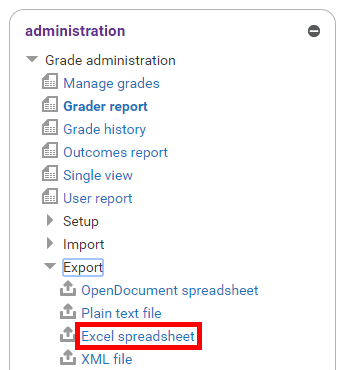 administration
Grade administration
Manage grades
Grader report
Grade history
Outcomes report
Single view
User report
Setup
Import
Export
OpenDocument spreadsheet
Plain text file
Excel spreadsheet
XML file